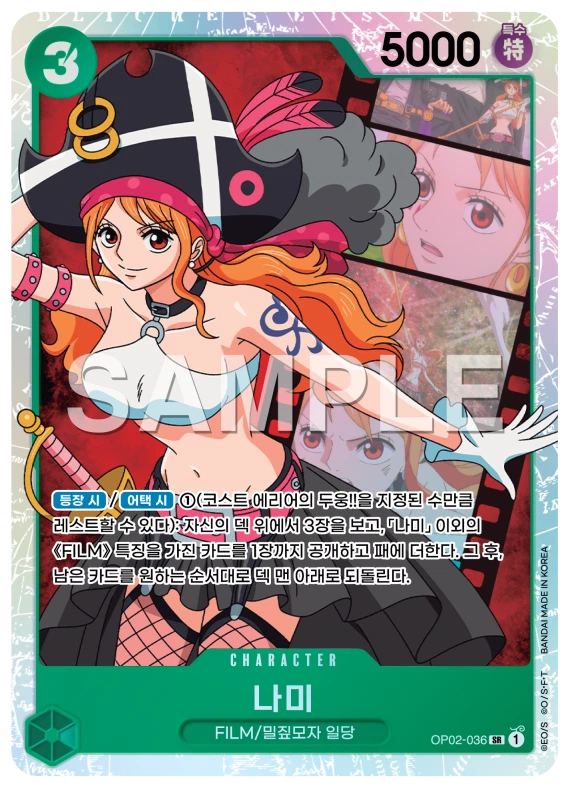 3
5000
특수
特
SAMPLE
등장 시 / 어택 시 ①(코스트 에리어의 두웅!!을 지정된 수만큼
레스트할 수 있다): 자신의 덱 위에서 3장을 보고, 「나미」 이외의
《FILM》 특징을 가진 카드를 1장까지 공개하고 패에 더한다. 그 후,
남은 카드를 원하는 순서대로 덱 맨 아래로 되돌린다.
CHARACTER
나미
FILM/밀짚모자 일당
OP02-036 SR 1
©E.O/S. ©O/S·F·T BANDAI MADE IN KOREA